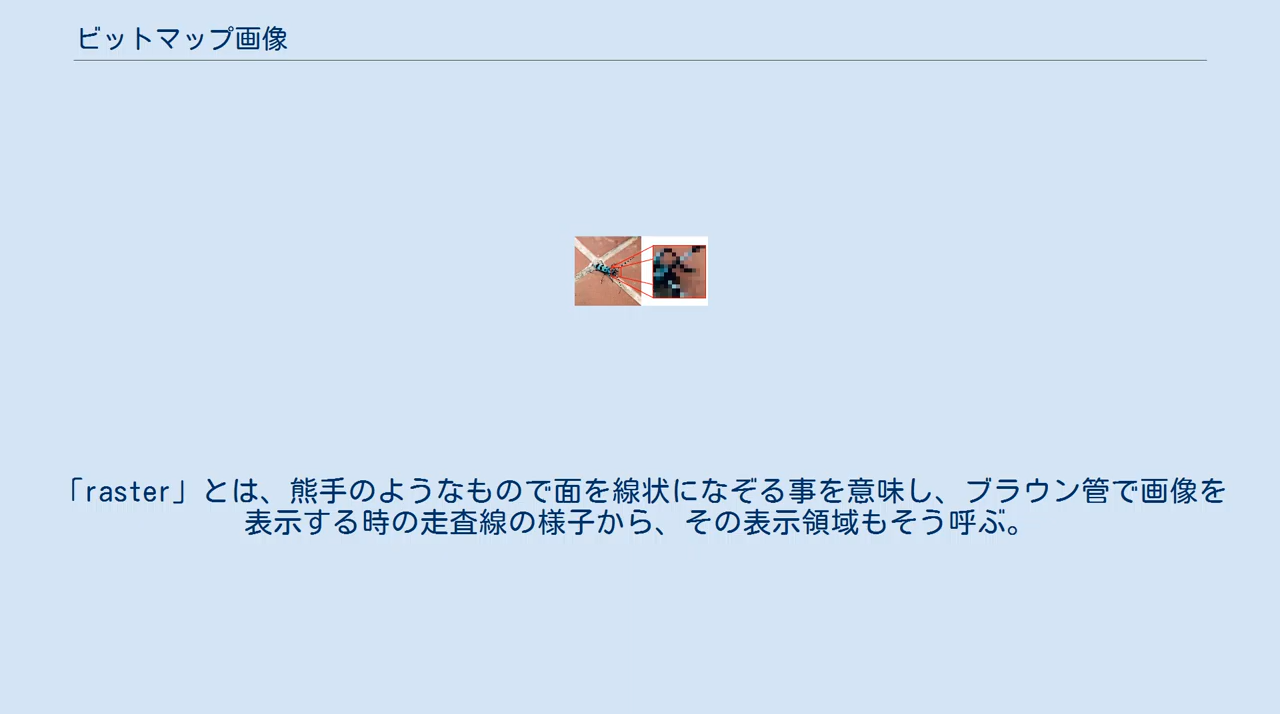 ビットマップ画像
「raster」とは、熊手のようなもので面を線状になぞる事を意味し、ブラウン管で画像を
表示する時の走査線の様子から、その表示領域もそう呼ぶ。